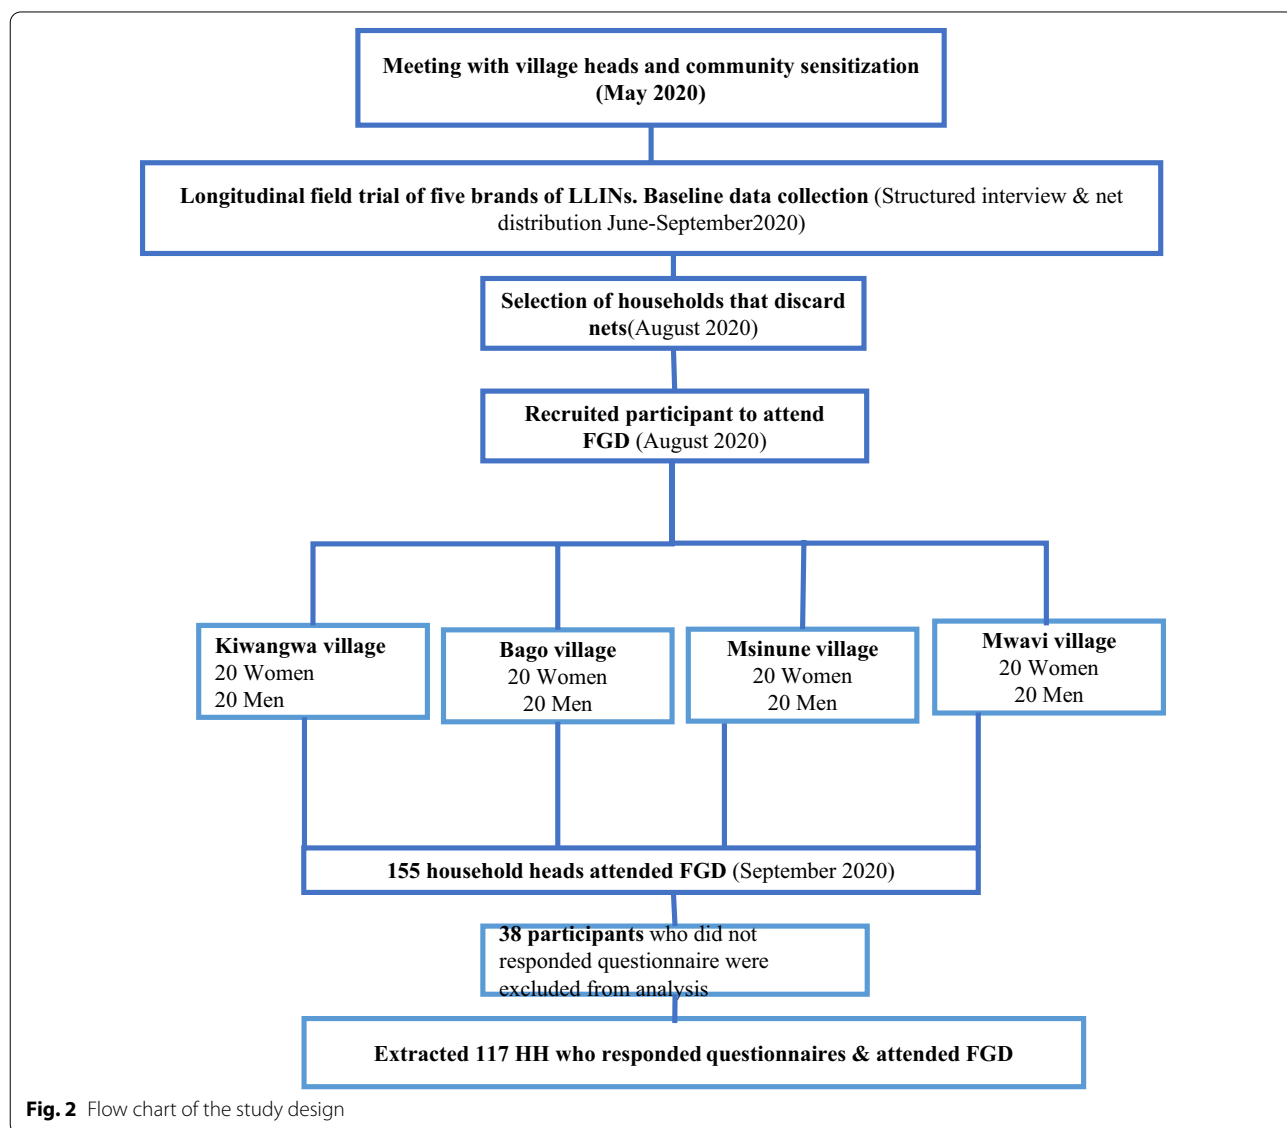 Meeting with village heads and community sensitization
(May 2020)
Longitudinal field trial of five brands of LLINs. Baseline data collection (Structured interview & net
distribution June-September2020)
Selection of households that discard
nets(August 2020)
Recruited participant to attend
FGD (August 2020)
Kiwangwa village
20 Women
20 Men
Bago village
20 Women
20 Men
Msinune village
20 Women
20 Men
Mwavi village
20 Women
20 Men
155 household heads attended FGD (September 2020)
38 participants who did not
responded questionnaire were
excluded from analysis
Extracted 117 HH who responded questionnaires & attended FGD
Fig. 2 Flow chart of the study design